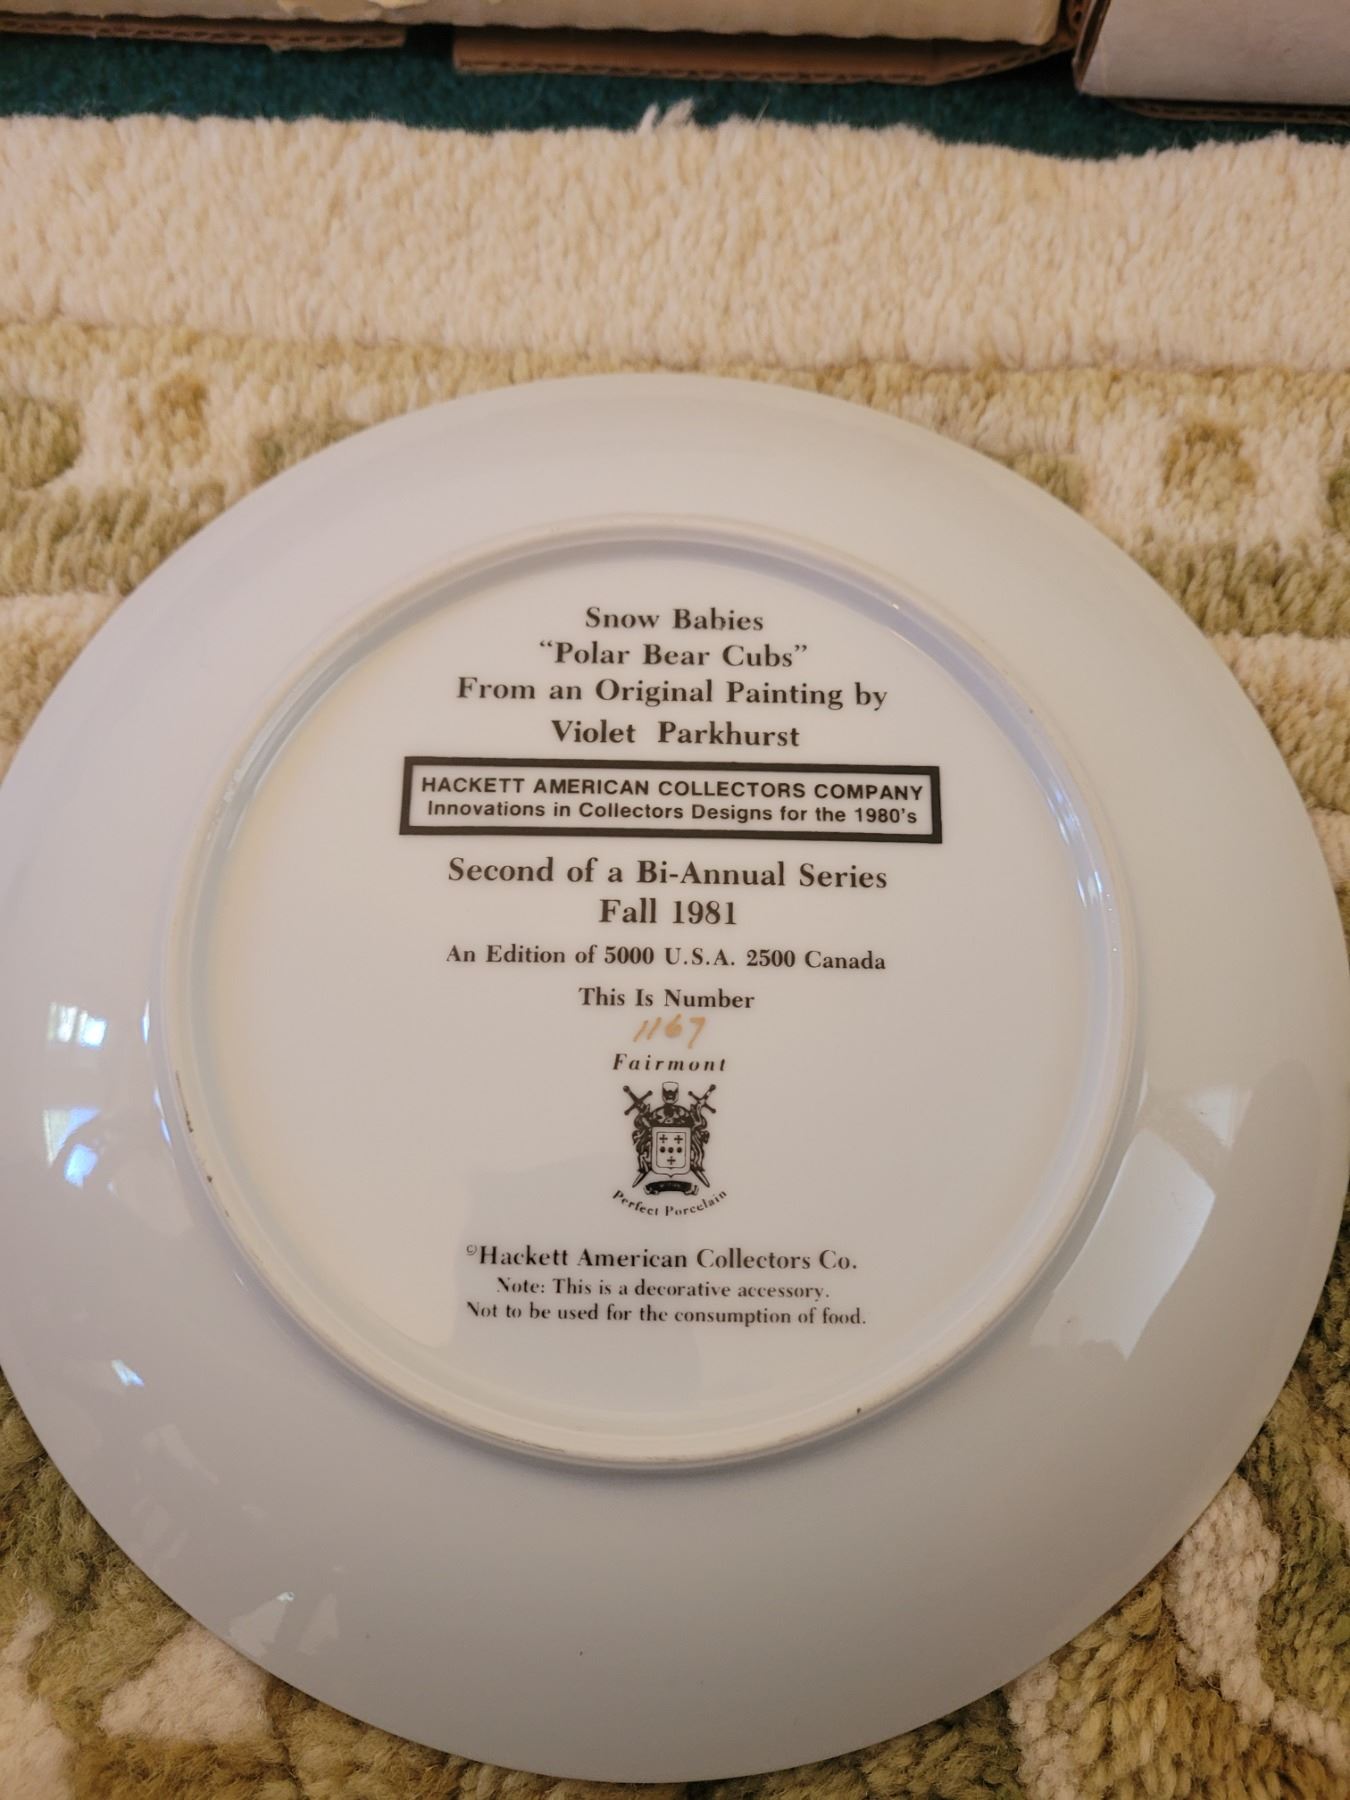 Snow Babies
“Polar Bear Cubs”
From an Original Painting by
Violet Parkhurst
HACKETT AMERICAN COLLECTORS COMPANY
Innovations in Collectors Designs for the 1980's
Second of a Bi-Annual Series
Fall 1981
An Edition of 5000 U.S.A. 2500 Canada
This Is Number
1167
Fairmont
Perfect Porcelain
©Hackett American Collectors Co.
Note: This is a decorative accessory.
Not to be used for the consumption of food.